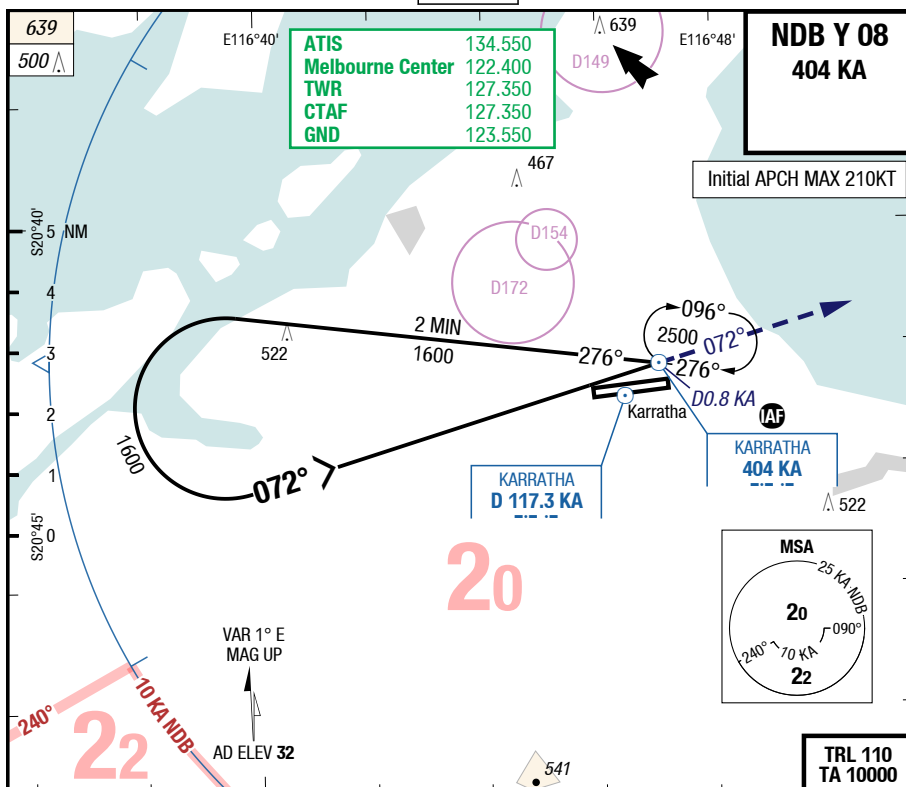 639
500
E116°40'
ATIS 134.550
Melbourne Center 122.400
TWR 127.350
CTAF 127.350
GND 123.550
639
D149
E116°48'
NDB Y 08
404 KA
Initial APCH MAX 210KT
467
S20°40'
5 NM
4
3
2
1
0
S20°45'
D154
D172
2 MIN
1600
522
276°
096°
2500
072°
276°
D0.8 KA
Karratha
IAF
1600
072°
KARRATHA
D 117.3 KA
KARRATHA
404 KA
522
20
MSA
25 KA NDB
20
090°
240°
10 KA
22
VAR 1° E
MAG UP
AD ELEV 32
240°
10 KA NDB
22
541
TRL 110
TA 10000